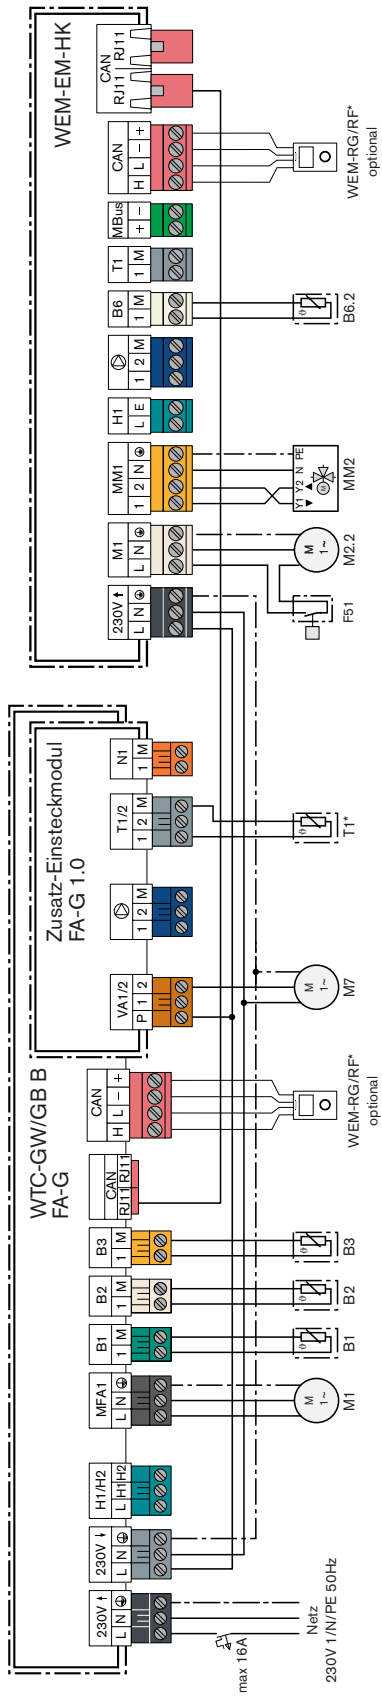 WTC-GW/GB B
FA-G
Zusatz-Einsteckmodul
FA-G 1.0
WEM-EM-HK
230V
L N
230V
L N
H1/H2
L H1 H2
MFA1
L N
B1
1 M
B2
1 M
B3
1 M
CAN
RJ11 RJ11
CAN
H L − +
VA1/2
P 1 2
1 2 M
T1/2
1 2 M
N1
1 M
230V
L N
M1
L N
MM1
1 2 N
H1
L E
1 2 M
B6
1 M
T1
1 M
MBus
+ −
CAN
H L − +
CAN
RJ11 RJ11
max 16A
Netz
230V 1/N/PE 50Hz
M
1~
M1
ϑ
B1
ϑ
B2
ϑ
B3
WEM-RG/RF*
optional
M
1~
M7
ϑ
T1*
F51
M
1~
M2.2
Y1 Y2 N PE
M
MM2
ϑ
B6.2
WEM-RG/RF*
optional